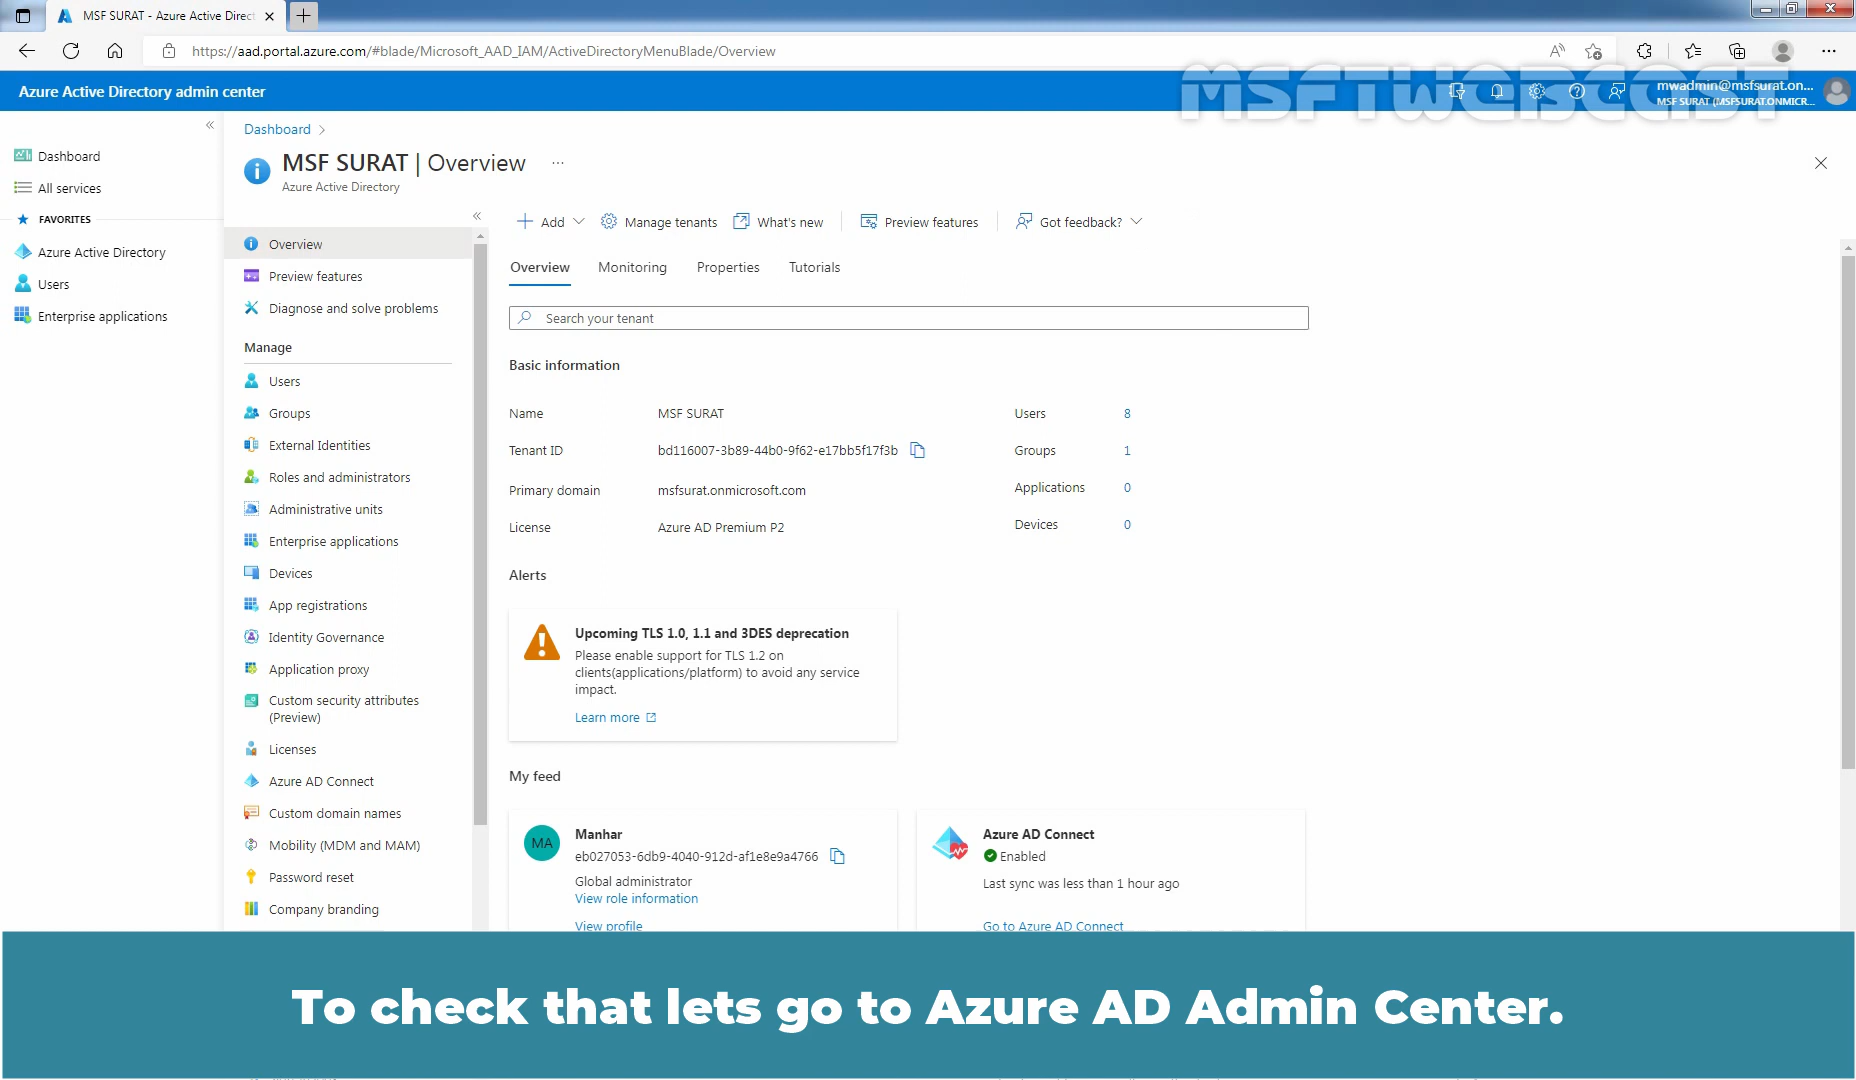 MSF SURAT - Azure Active Direct
https://aad.portal.azure.com/#blade/Microsoft_AAD_IAM/ActiveDirectoryMenuBlade/Overview
MSFTWEBCAST
Azure Active Directory admin center
mwadmin@msfsurat.on...
MSF SURAT (MSFSURAT.ONMICR...
Dashboard
All services
FAVORITES
Azure Active Directory
Users
Enterprise applications
Dashboard
MSF SURAT | Overview ...
Azure Active Directory
Overview
Preview features
Diagnose and solve problems
Manage
Users
Groups
External Identities
Roles and administrators
Administrative units
Enterprise applications
Devices
App registrations
Identity Governance
Application proxy
Custom security attributes
(Preview)
Licenses
Azure AD Connect
Custom domain names
Mobility (MDM and MAM)
Password reset
Company branding
Add Manage tenants What's new Preview features Got feedback?
Overview Monitoring Properties Tutorials
Search your tenant
Basic information
Name MSF SURAT Users 8
Tenant ID bd116007-3b89-44b0-9f62-e17bb5f17f3b Groups 1
Primary domain msfsurat.onmicrosoft.com Applications 0
License Azure AD Premium P2 Devices 0
Alerts
Upcoming TLS 1.0, 1.1 and 3DES deprecation
Please enable support for TLS 1.2 on
clients(applications/platform) to avoid any service
impact.
Learn more
My feed
MA
Manhar
eb027053-6db9-4040-912d-af1e8e9a4766
Global administrator
View role information
View profile
Azure AD Connect
Enabled
Last sync was less than 1 hour ago
Go to Azure AD Connect
To check that lets go to Azure AD Admin Center.